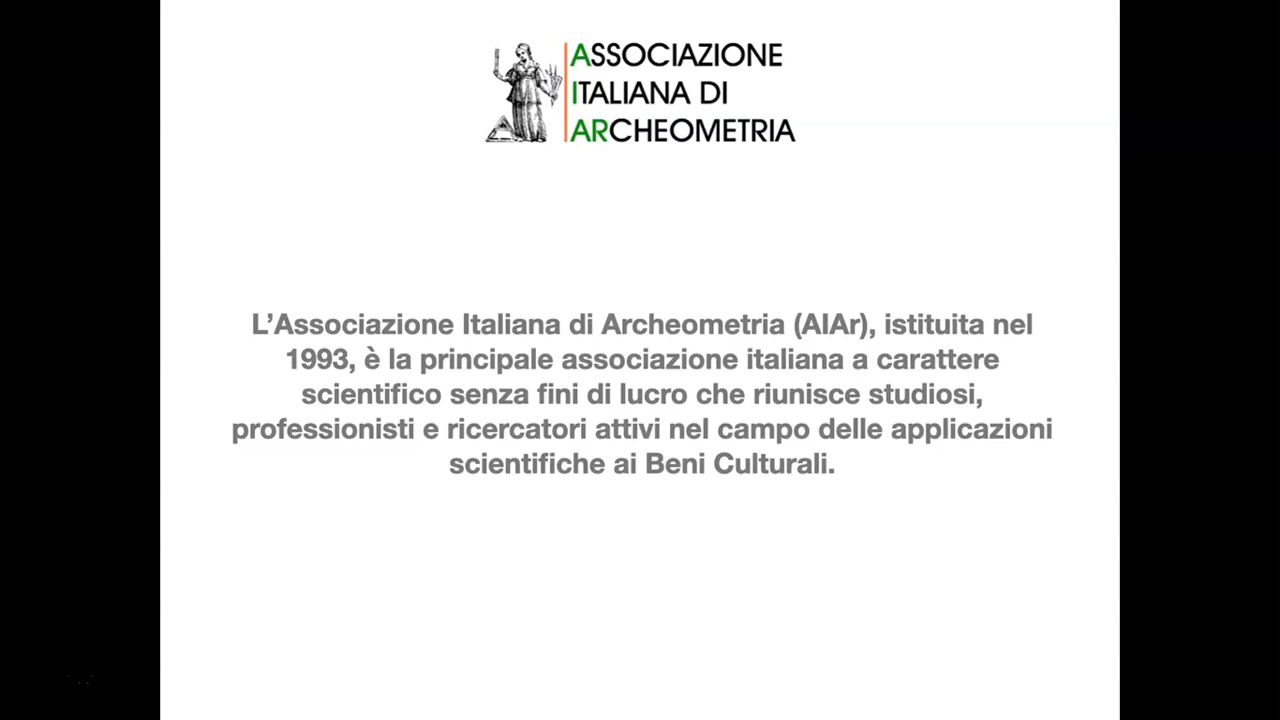 ASSOCIAZIONE
ITALIANA DI
ARCHEOMETRIA
L’Associazione Italiana di Archeometria (AIAr), istituita nel
1993, è la principale associazione italiana a carattere
scientifico senza fini di lucro che riunisce studiosi,
professionisti e ricercatori attivi nel campo delle applicazioni
scientifiche ai Beni Culturali.